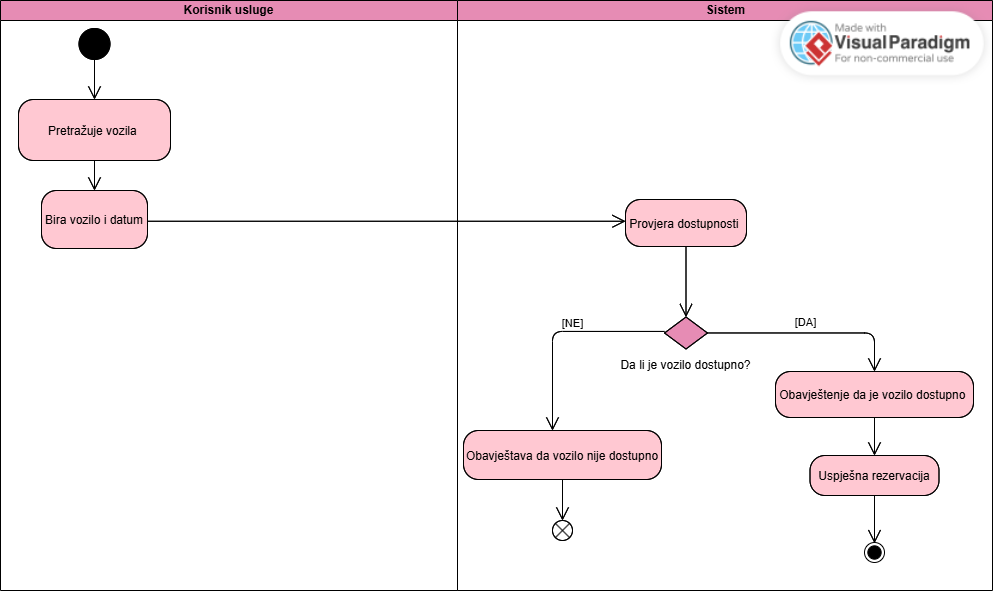 Korisnik usluge
Sistem
Made with
Visual Paradigm
For non-commercial use
Pretražuje vozila
Bira vozilo i datum
Provjera dostupnosti
[NE]
[DA]
Da li je vozilo dostupno?
Obavještenje da je vozilo dostupno
Obavještava da vozilo nije dostupno
Uspješna rezervacija